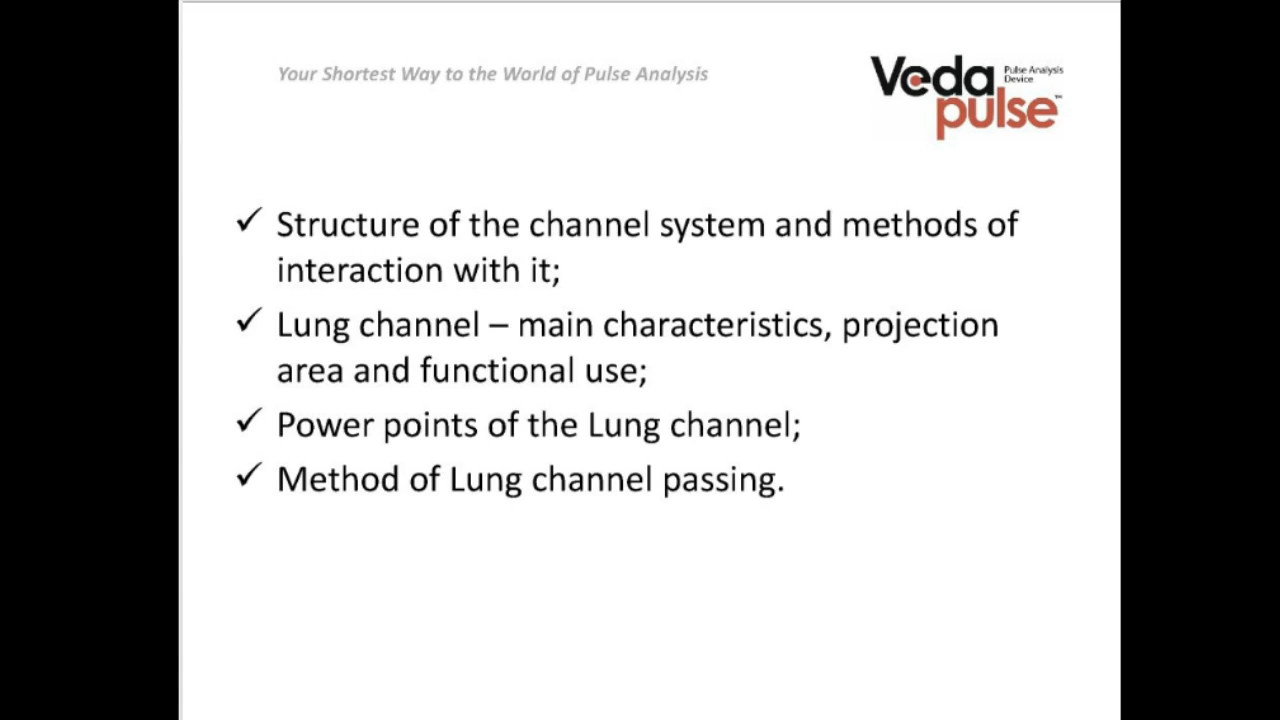 Your Shortest Way to the World of Pulse Analysis
Veda
Pulse Analysis
Device
pulse™
✓ Structure of the channel system and methods of
interaction with it;
✓ Lung channel – main characteristics, projection
area and functional use;
✓ Power points of the Lung channel;
✓ Method of Lung channel passing.